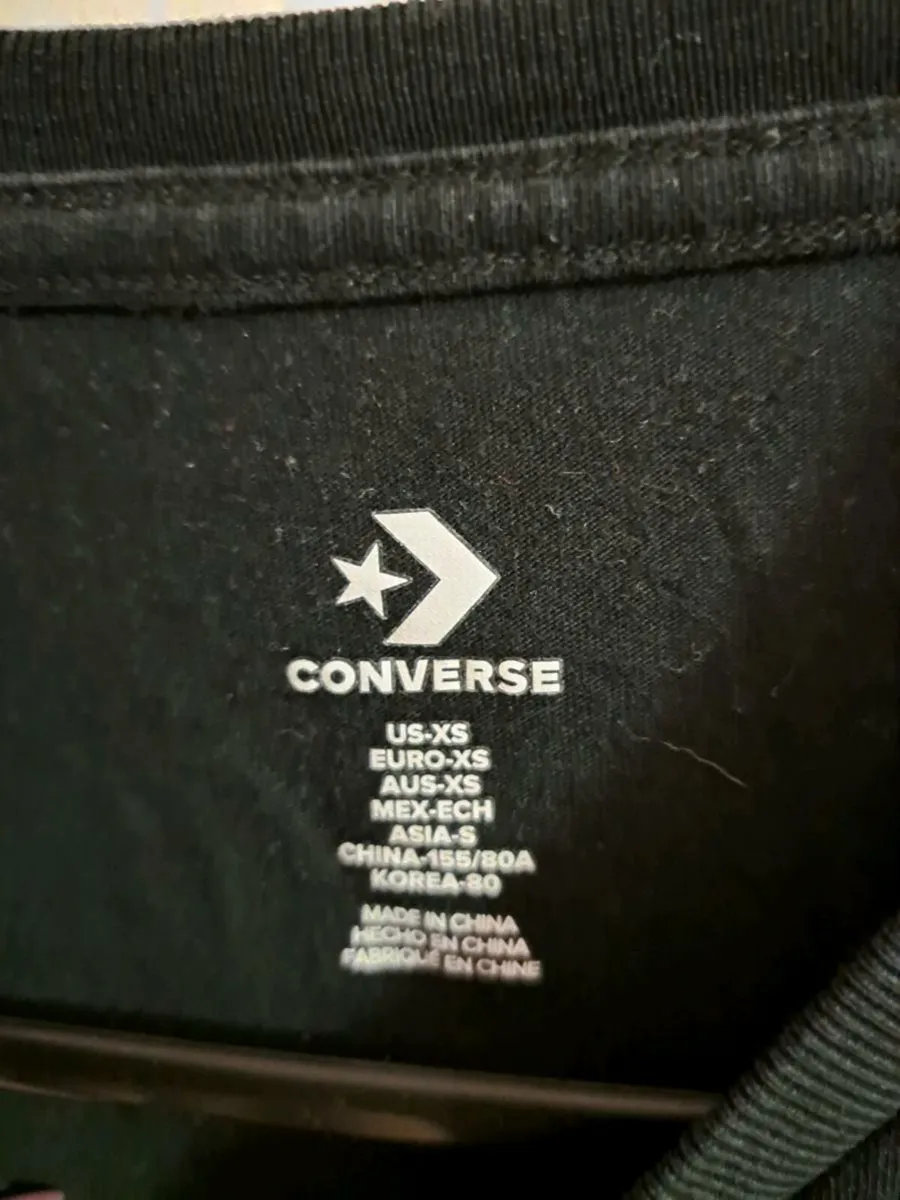 CONVERSE
US-XS
EURO-XS
AUS-XS
MEX-ECH
ASIA-S
CHINA-155/80A
KOREA-80
MADE IN CHINA
HECHO EN CHINA
FABRIQUÉ EN CHINE